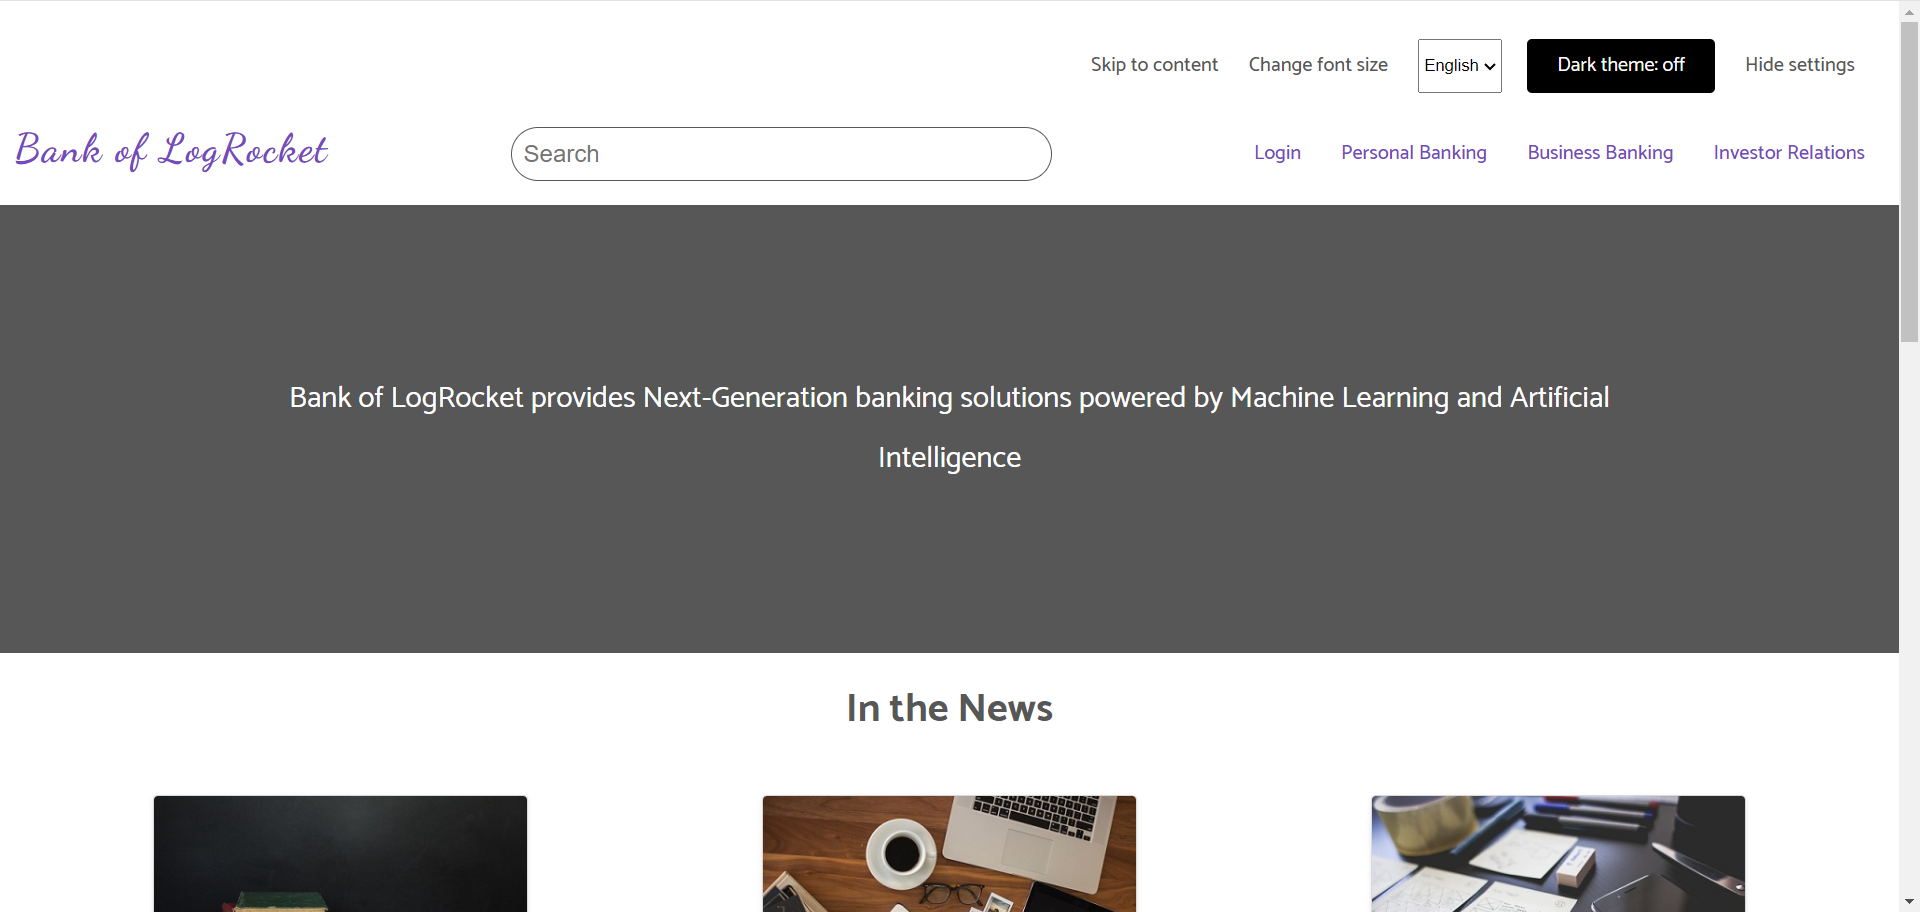 Skip to content Change font size English Dark theme: off Hide settings
Bank of LogRocket Search Login Personal Banking Business Banking Investor Relations
Bank of LogRocket provides Next-Generation banking solutions powered by Machine Learning and Artificial
Intelligence
In the News